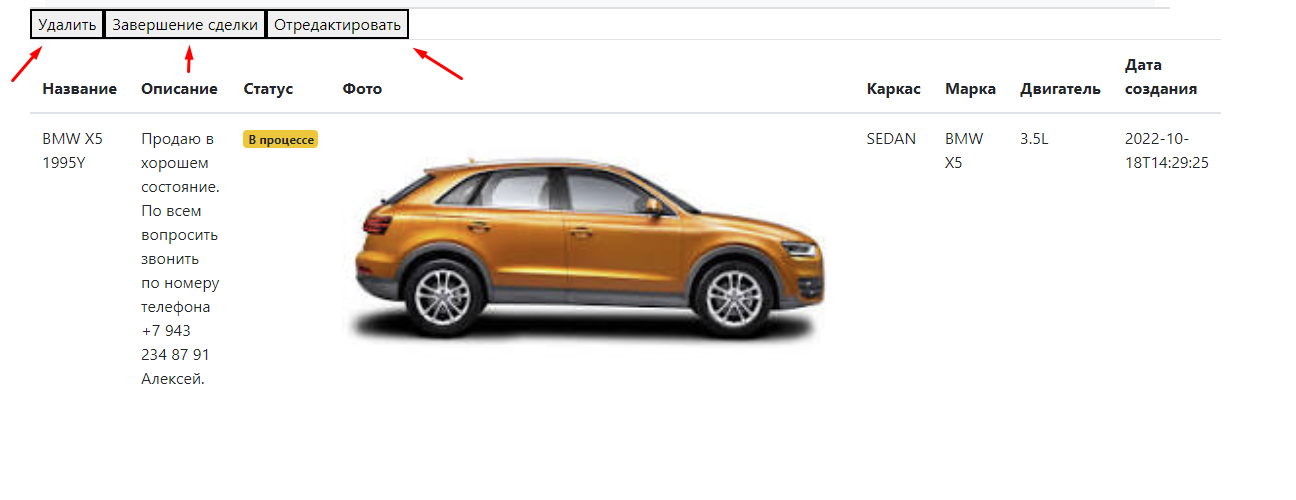 Удалить Завершение сделки Отредактировать
Название Описание Статус Фото Каркас Марка Двигатель Дата
создания
BMW X5
1995Y
Продаю в
хорошем
состояние.
По всем
вопросить
звонить
по номеру
телефона
+7 943
234 87 91
Алексей.
В процессе
SEDAN
BMW
X5
3.5L
2022-10-
18T14:29:25